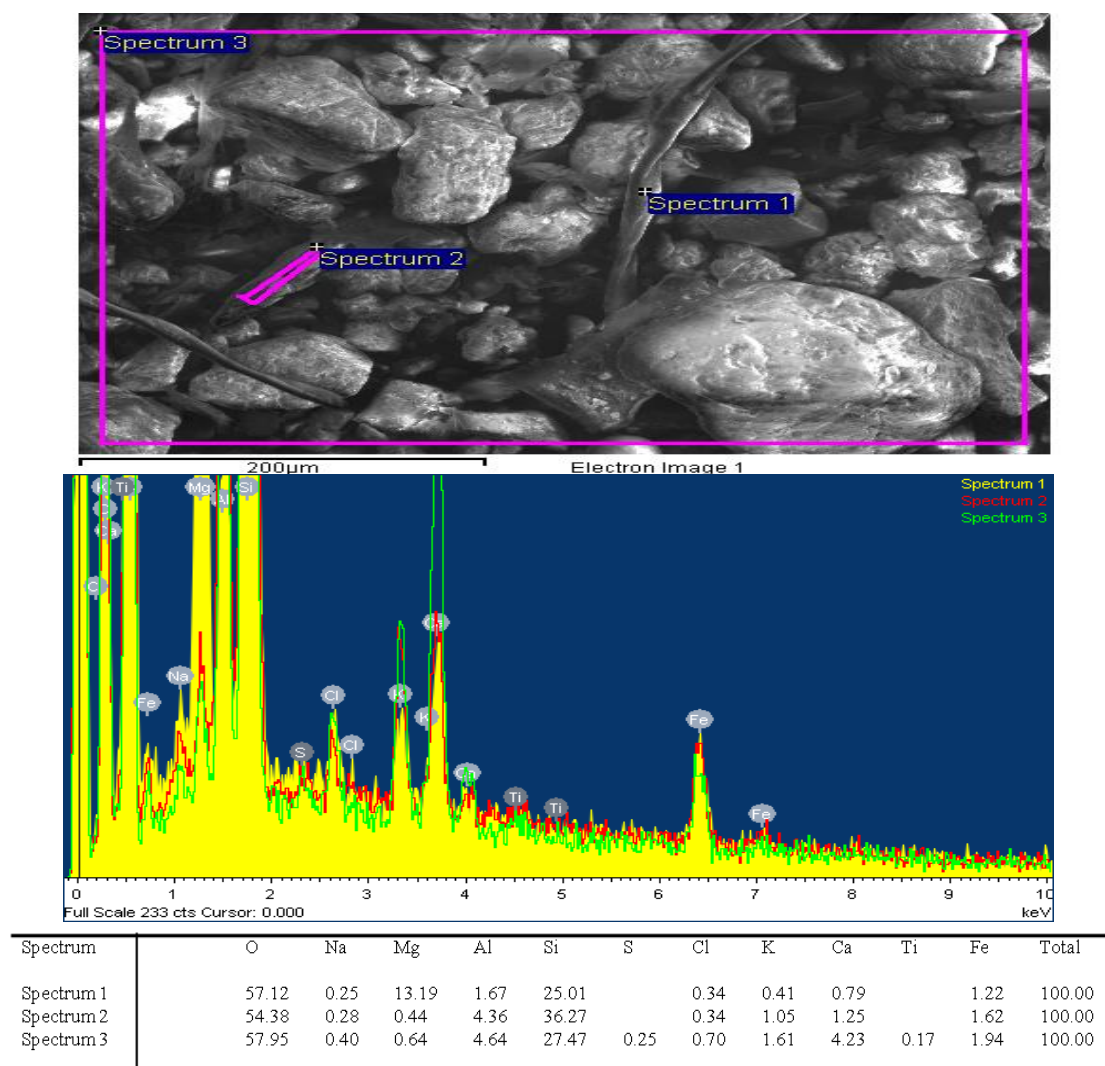 Spectrum 3
Spectrum 1
Spectrum 2
200µm Electron Image 1
Spectrum 1
Spectrum 2
Spectrum 3
K Ti Mg Al Si
C
Ca
C
Na
Fe
Cl
Cl
S
K
K
Ca
Ca
Ti Ti
Fe
Fe
0 1 2 3 4 5 6 7 8 9 10
Full Scale 233 cts Cursor: 0.000 keV
Spectrum O Na Mg Al Si S Cl K Ca Ti Fe Total
Spectrum 1 57.12 0.25 13.19 1.67 25.01 0.34 0.41 0.79 1.22 100.00
Spectrum 2 54.38 0.28 0.44 4.36 36.27 0.34 1.05 1.25 1.62 100.00
Spectrum 3 57.95 0.40 0.64 4.64 27.47 0.25 0.70 1.61 4.23 0.17 1.94 100.00